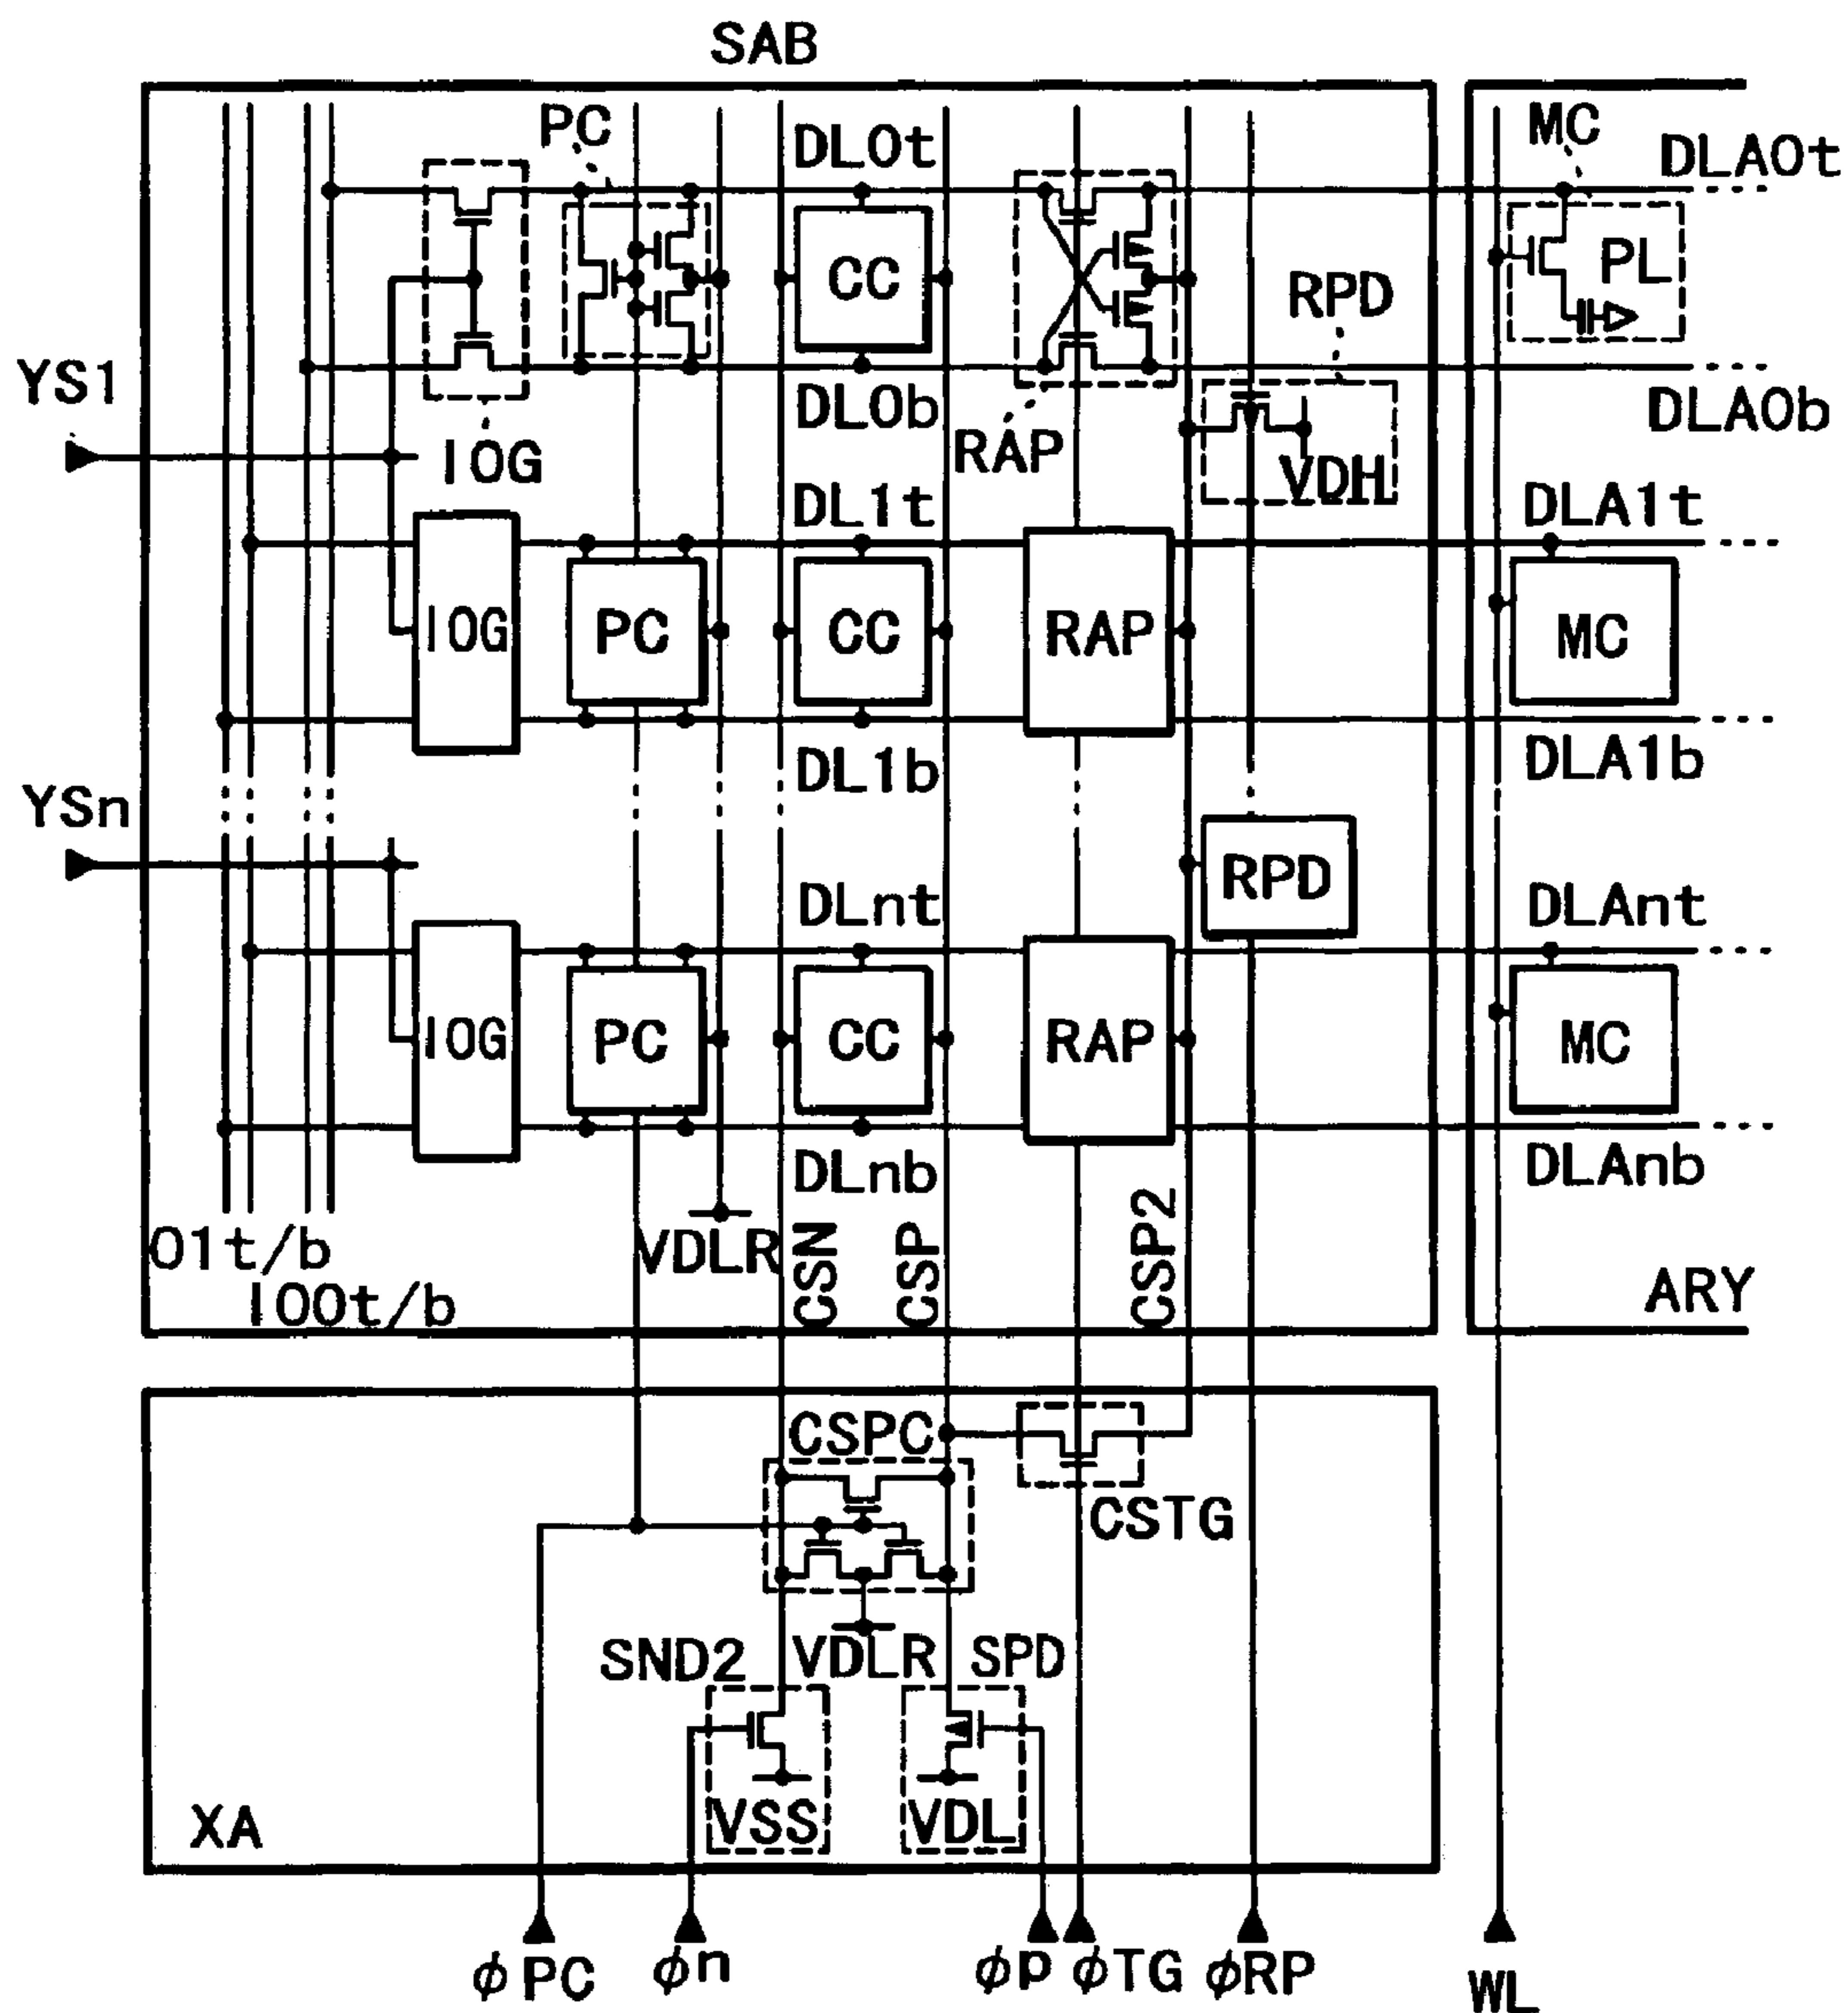 SAB
PC
DL0t
MC
DLA0t
CC
PL
RPD
YS1
DL0b
DLA0b
IOG
RAP
VDH
DL1t
DLA1t
IOG
PC
CC
RAP
MC
DL1b
DLA1b
YSn
RPD
DLnt
DLAnt
IOG
PC
CC
RAP
MC
DLnb
DLAnb
O1t/b
VDLR
CSN
CSP
CSP2
IO0t/b
ARY
CSPC
CSTG
SND2
VDLR
SPD
XA
VSS
VDL
φPC
φn
φp
φTG
φRP
WL